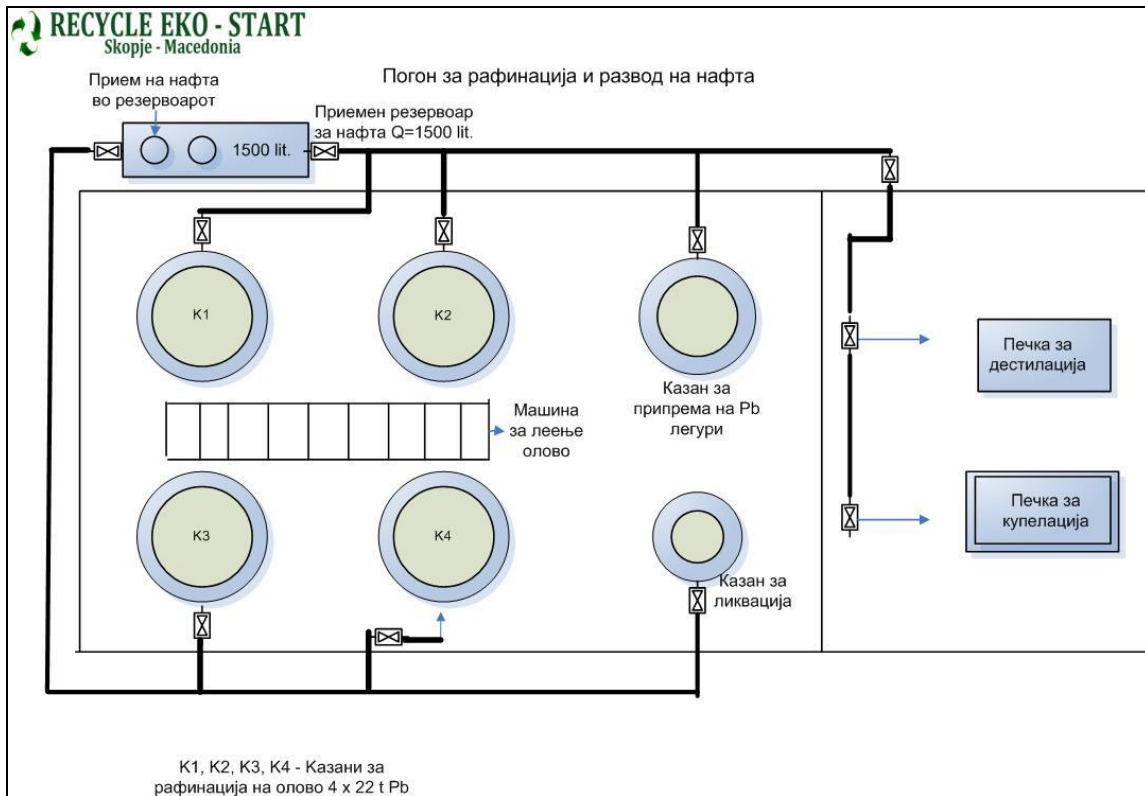 RECYCLE EKO - START
Skopje - Macedonia
Погон за рафинација и развод на нафта
Прием на нафта
во резервоарот
Приемен резервоар
за нафта Q=1500 lit.
1500 lit.
K1
K2
Казан за
припрема на Pb
легури
Печка за
дестилација
Машина
за леење
олово
K3
K4
Казан за
ликвација
Печка за
купелација
K1, K2, K3, K4 - Казани за
рафинација на олово 4 x 22 t Pb